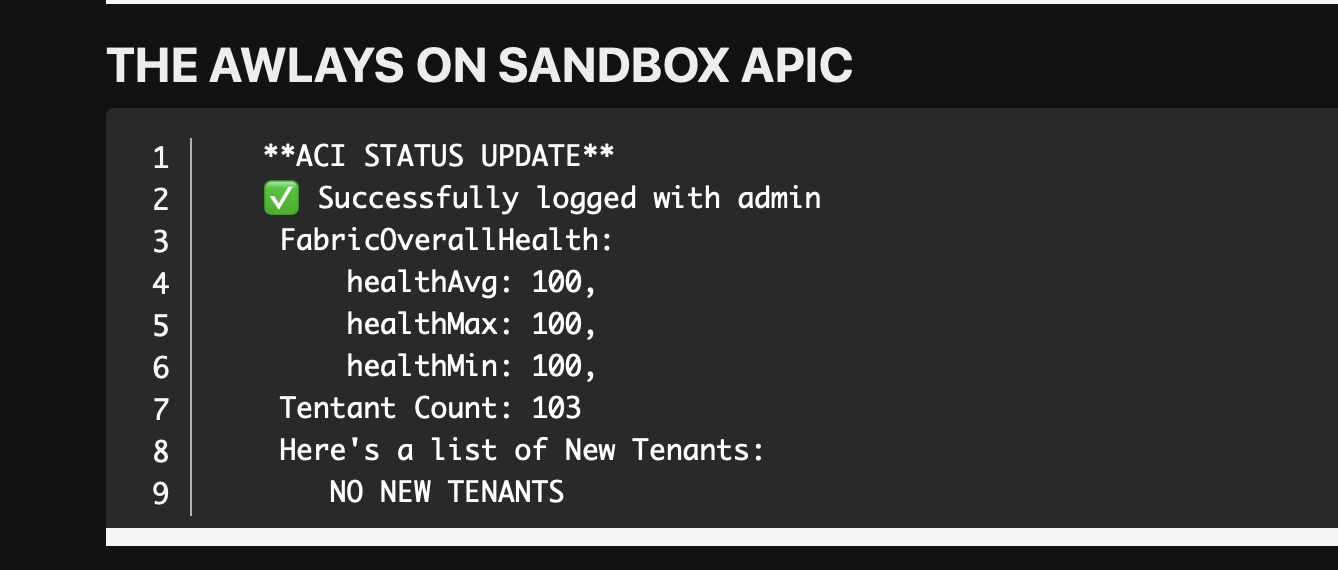 THE AWLAYS ON SANDBOX APIC
1 **ACI STATUS UPDATE**
2 ✅ Successfully logged with admin
3 FabricOverallHealth:
4 healthAvg: 100,
5 healthMax: 100,
6 healthMin: 100,
7 Tentant Count: 103
8 Here's a list of New Tenants:
9 NO NEW TENANTS